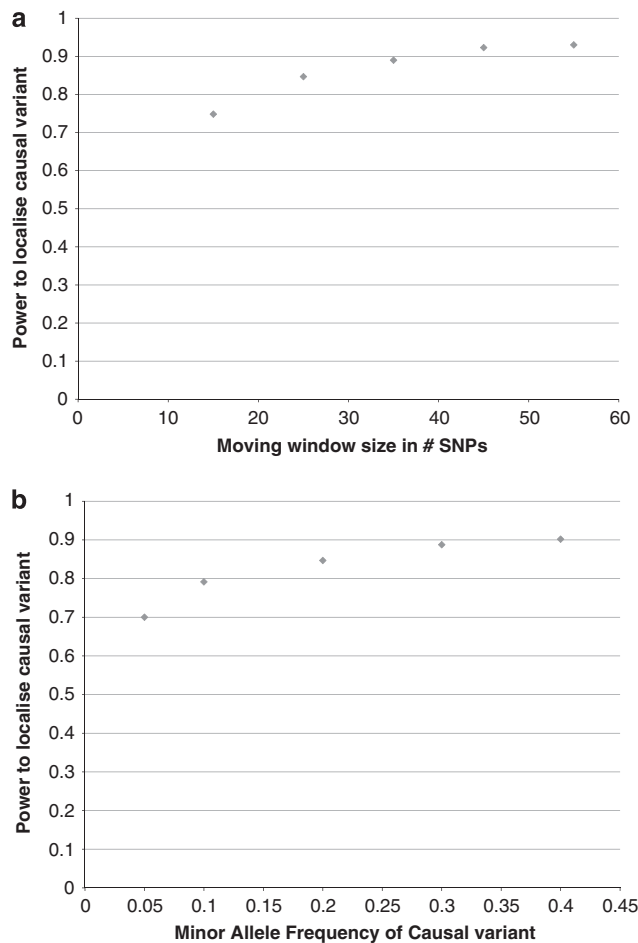 a
Power to localise causal variant
1
0.9
0.8
0.7
0.6
0.5
0.4
0.3
0.2
0.1
0
0 10 20 30 40 50 60
Moving window size in # SNPs
b
Power to localise causal variant
1
0.9
0.8
0.7
0.6
0.5
0.4
0.3
0.2
0.1
0
0 0.05 0.1 0.15 0.2 0.25 0.3 0.35 0.4 0.45
Minor Allele Frequency of Causal variant